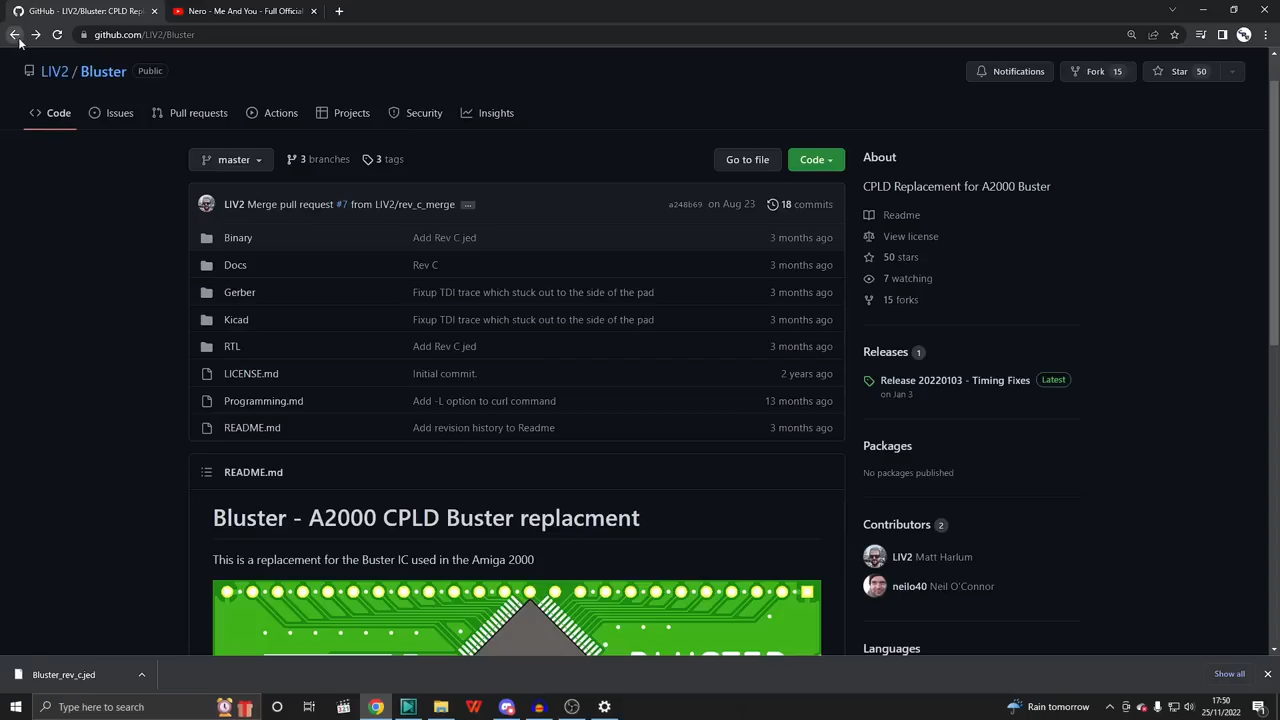 GitHub - LIV2/Bluster: CPLD Repl
Nero - Me And You - Full Official
github.com/LIV2/Bluster
LIV2 / Bluster Public
Notifications Fork 15 Star 50
Code Issues Pull requests Actions Projects Security Insights
master 3 branches 3 tags Go to file Code
LIV2 Merge pull request #7 from LIV2/rev_c_merge ... a248b69 on Aug 23 18 commits
Binary Add Rev C jed 3 months ago
Docs Rev C 3 months ago
Gerber Fixup TDI trace which stuck out to the side of the pad 3 months ago
Kicad Fixup TDI trace which stuck out to the side of the pad 3 months ago
RTL Add Rev C jed 3 months ago
LICENSE.md Initial commit. 2 years ago
Programming.md Add -L option to curl command 13 months ago
README.md Add revision history to Readme 3 months ago
README.md
Bluster - A2000 CPLD Buster replacment
This is a replacement for the Buster IC used in the Amiga 2000
About
CPLD Replacement for A2000 Buster
Readme
View license
50 stars
7 watching
15 forks
Releases 1
Release 20220103 - Timing Fixes Latest
on Jan 3
Packages
No packages published
Contributors 2
LIV2 Matt Harlum
neilo40 Neil O'Connor
Languages
Bluster_rev_c.jed
Show all
Type here to search
Rain tomorrow
17:50
25/11/2022